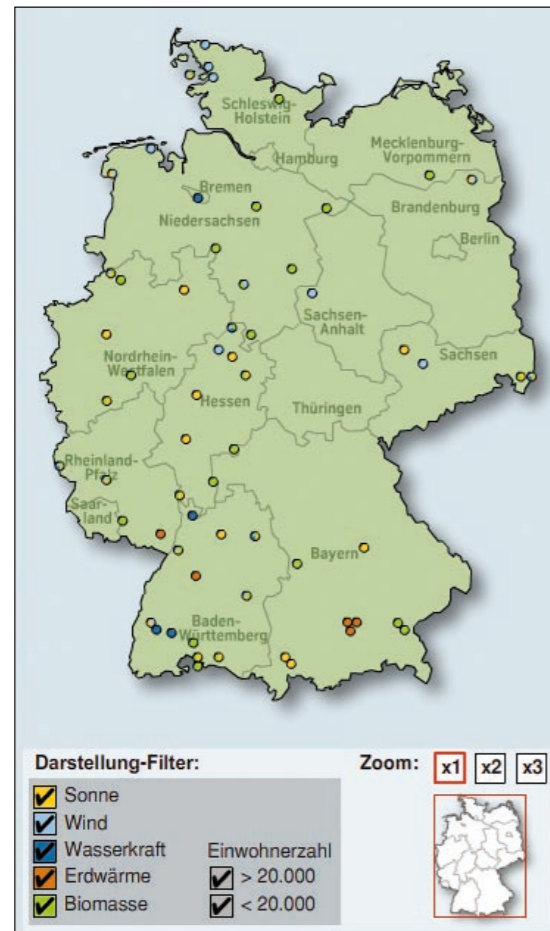 Schleswig-
Holstein
Mecklenburg-
Vorpommern
Hamburg
Bremen
Niedersachsen
Brandenburg
Berlin
Sachsen-
Anhalt
Nordrhein-
Westfalen
Sachsen
Hessen
Thüringen
Rheinland-
Pfalz
Saar-
land
Bayern
Baden-
Württemberg
Darstellung-Filter:
Zoom: x1 x2 x3
Sonne
Wind
Wasserkraft Einwohnerzahl
Erdwärme > 20.000
Biomasse < 20.000